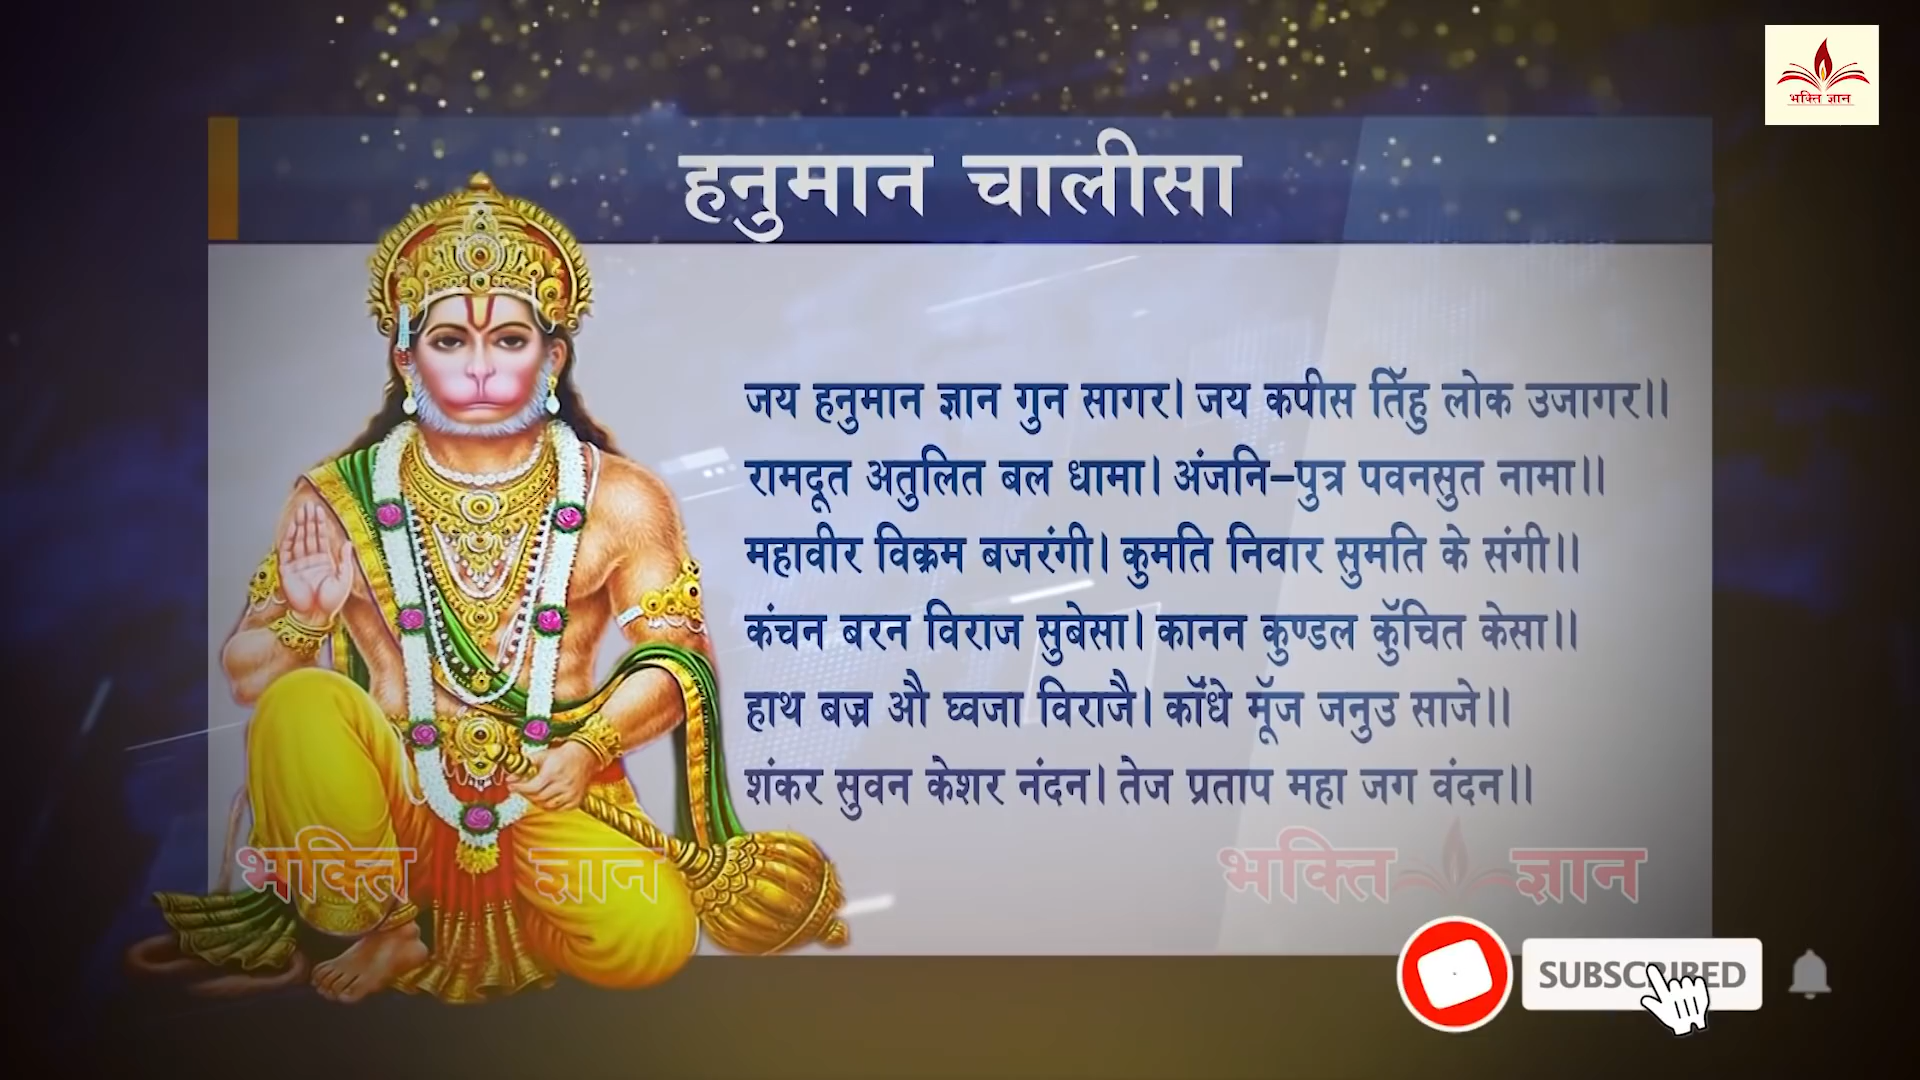 भक्ति ज्ञान
हनुमान चालीसा
जय हनुमान ज्ञान गुन सागर। जय कपीस तिॅहु लोक उजागर।।
रामदूत अतुलित बल धामा। अंजनि-पुत्र पवनसुत नामा।।
महावीर विक्रम बजरंगी। कुमति निवार सुमति के संगी।।
कंचन बरन विराज सुबेसा। कानन कुण्डल कुॅचित केसा।।
हाथ बज्र औ घ्वजा विराजै। काॅधे मूॅज जनुउ साजे।।
शंकर सुवन केशर नंदन। तेज प्रताप महा जग वंदन।।
भक्ति ज्ञान
भक्ति ज्ञान
SUBSCRIBED